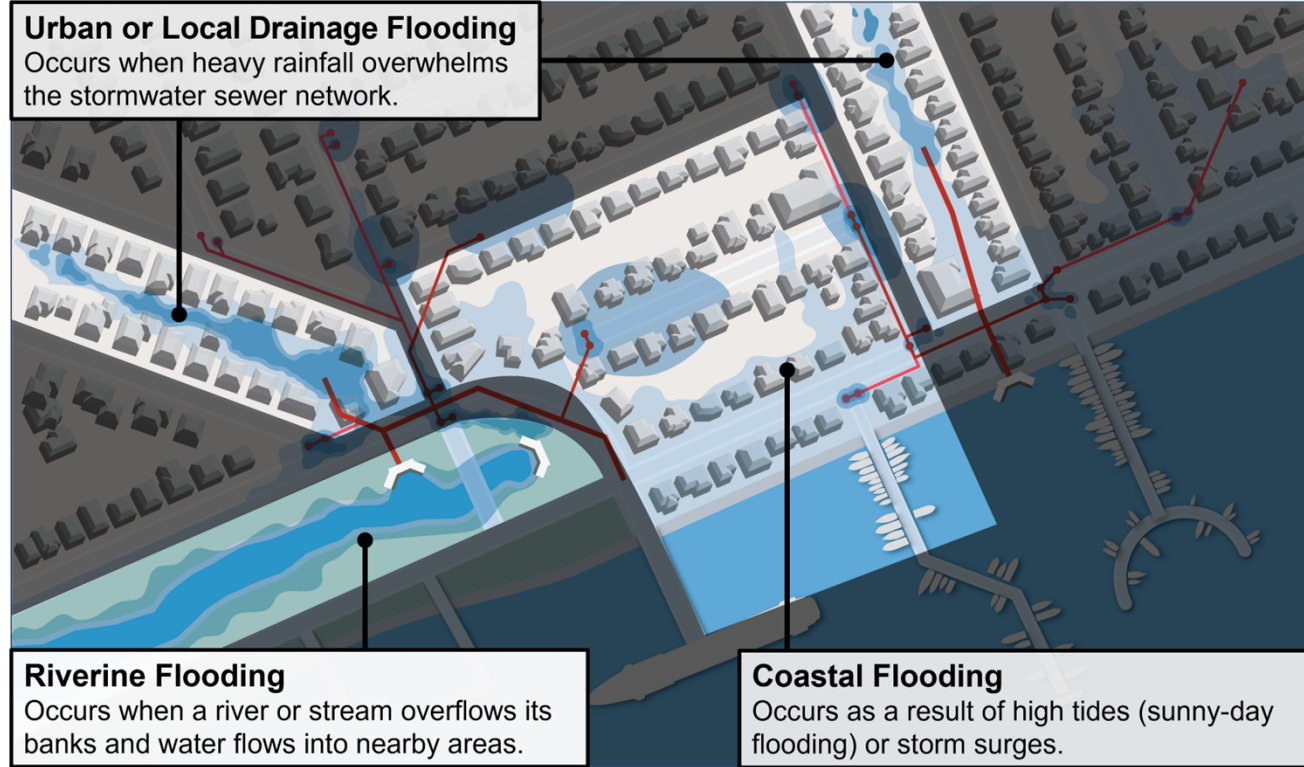 Urban or Local Drainage Flooding
Occurs when heavy rainfall overwhelms
the stormwater sewer network.
Riverine Flooding
Occurs when a river or stream overflows its
banks and water flows into nearby areas.
Coastal Flooding
Occurs as a result of high tides (sunny-day
flooding) or storm surges.